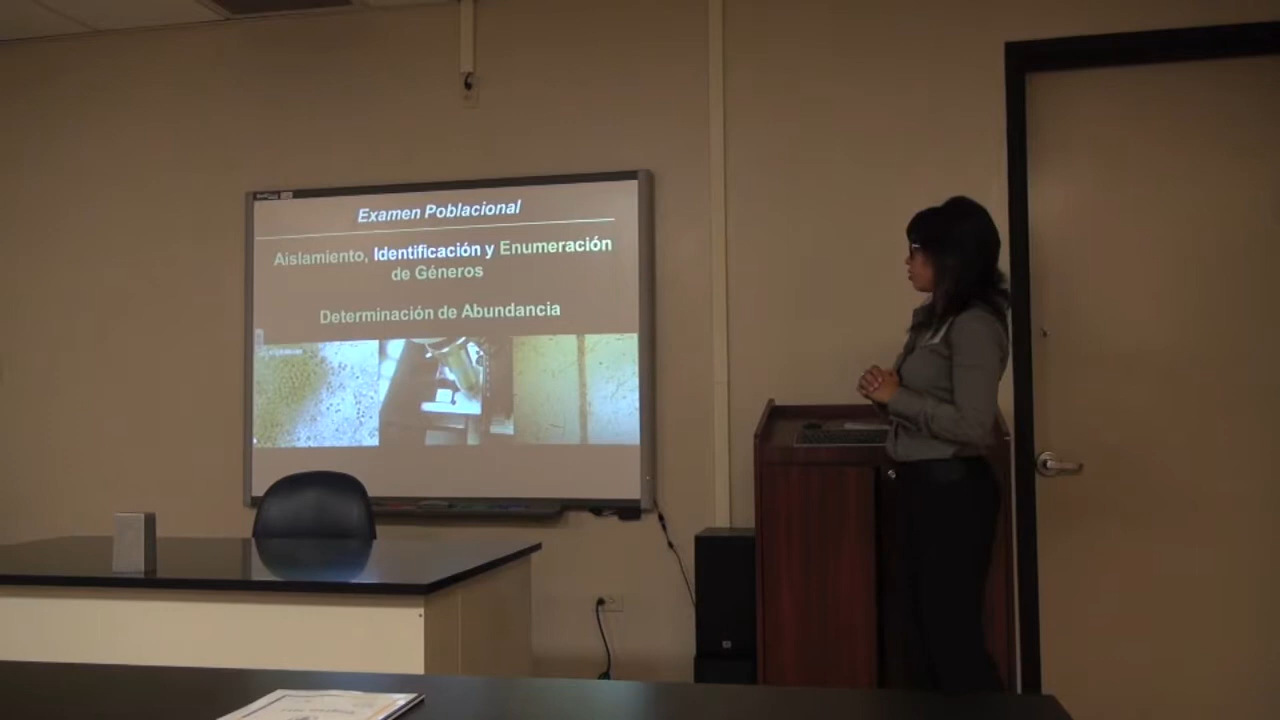 Examen Poblacional
Aislamiento, Identificación y Enumeración
de Géneros
Determinación de Abundancia